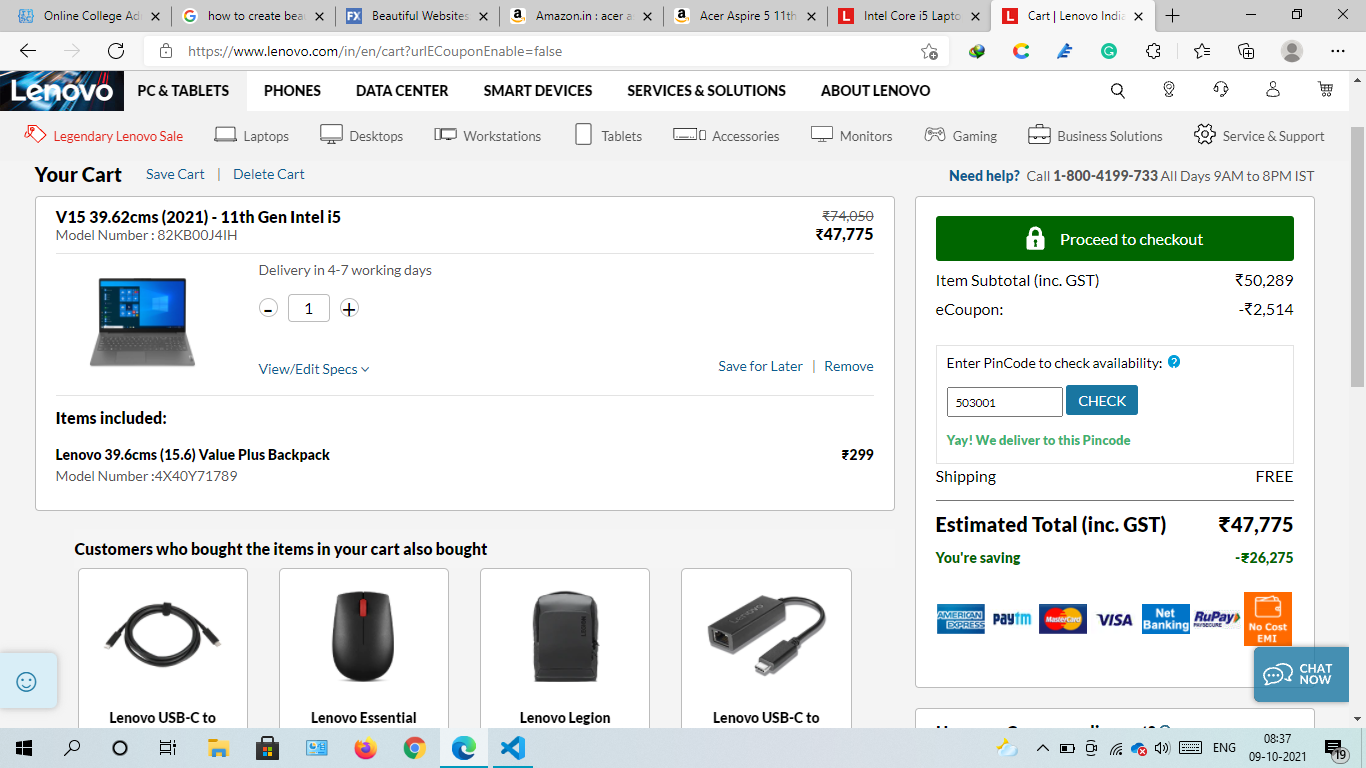 Online College Ad
how to create bea
Beautiful Websites
Amazon.in : acer a
Acer Aspire 5 11th
Intel Core i5 Lapto
Cart | Lenovo India
https://www.lenovo.com/in/en/cart?urlECouponEnable=false
Lenovo
PC & TABLETS
PHONES
DATA CENTER
SMART DEVICES
SERVICES & SOLUTIONS
ABOUT LENOVO
Legendary Lenovo Sale
Laptops
Desktops
Workstations
Tablets
Accessories
Monitors
Gaming
Business Solutions
Service & Support
Your Cart
Save Cart | Delete Cart
Need help? Call 1-800-4199-733 All Days 9AM to 8PM IST
V15 39.62cms (2021) - 11th Gen Intel i5
₹74,050
Model Number : 82KB00J4IH
₹47,775
Delivery in 4-7 working days
- 1 +
View/Edit Specs
Save for Later | Remove
Items included:
Lenovo 39.6cms (15.6) Value Plus Backpack
₹299
Model Number :4X40Y71789
Proceed to checkout
Item Subtotal (inc. GST)
₹50,289
eCoupon:
-₹2,514
Enter PinCode to check availability: ?
503001
CHECK
Yay! We deliver to this Pincode
Shipping
FREE
Estimated Total (inc. GST)
₹47,775
You're saving
-₹26,275
AMERICAN EXPRESS
paytm
MasterCard
VISA
Net Banking
RuPay
PAYSECURE
No Cost EMI
CHAT NOW
Customers who bought the items in your cart also bought
Lenovo USB-C to
Lenovo Essential
Lenovo Legion
Lenovo USB-C to
ENG
08:37
09-10-2021
19